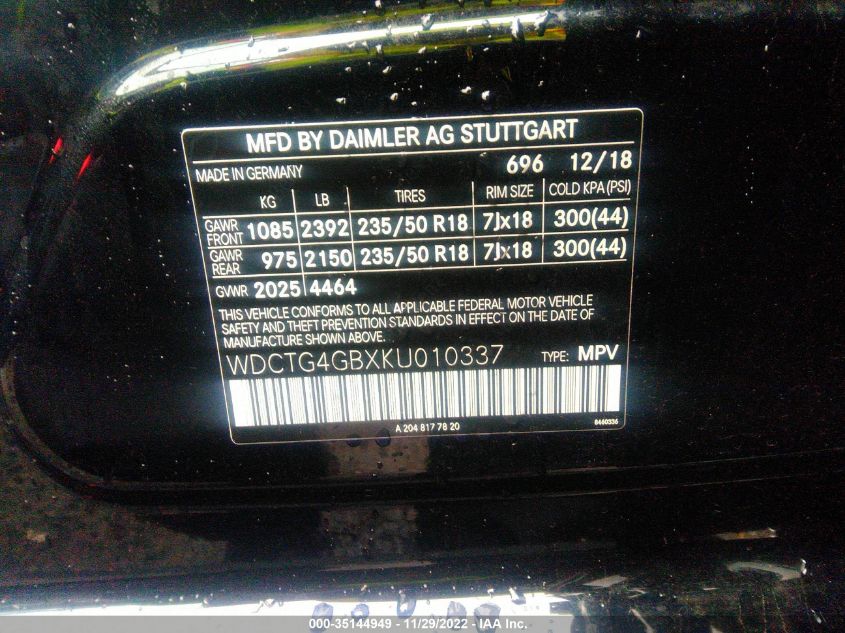 MFD BY DAIMLER AG STUTTGART
MADE IN GERMANY 696 12/18
KG LB TIRES RIM SIZE COLD KPA (PSI)
GAWR FRONT 1085 2392 235/50 R18 7Jx18 300(44)
GAWR REAR 975 2150 235/50 R18 7Jx18 300(44)
GVWR 2025 4464
THIS VEHICLE CONFORMS TO ALL APPLICABLE FEDERAL MOTOR VEHICLE
SAFETY AND THEFT PREVENTION STANDARDS IN EFFECT ON THE DATE OF
MANUFACTURE SHOWN ABOVE.
WDCTG4GBXKU010337 TYPE: MPV
A 204 817 78 20 8460336
000-35144949 - 11/29/2022 - IAA Inc.